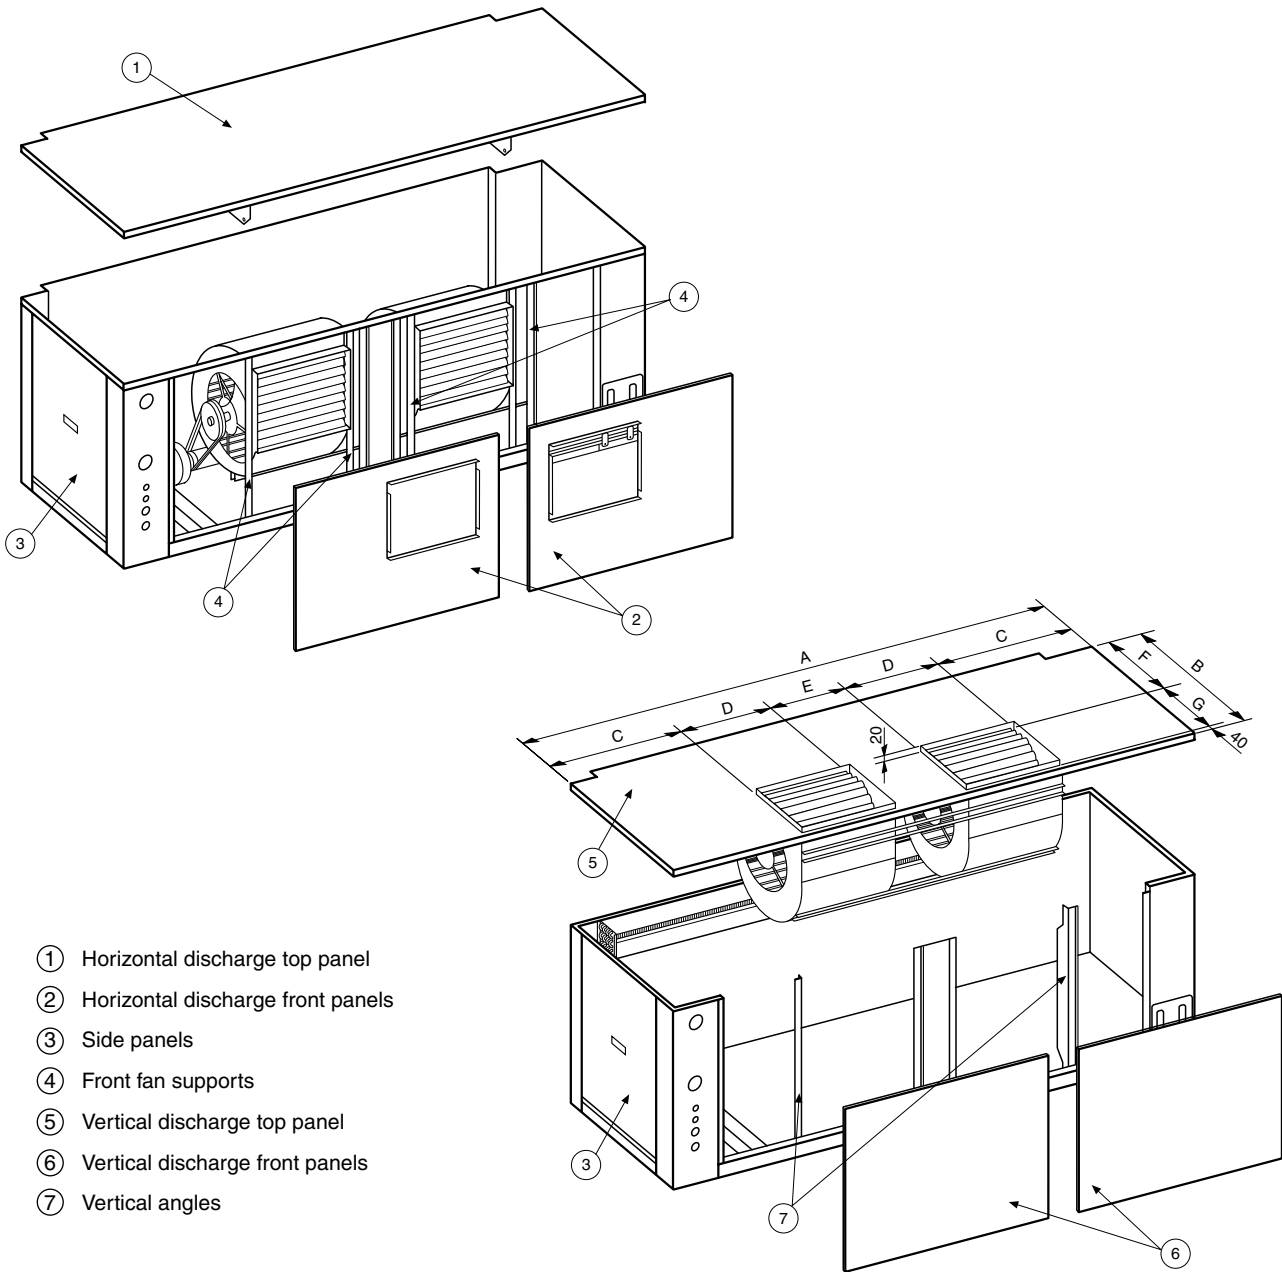 1
4
3
4
2
A
C
D
E
D
C
F
B
G
40
20
5
3
7
6
1 Horizontal discharge top panel
2 Horizontal discharge front panels
3 Side panels
4 Front fan supports
5 Vertical discharge top panel
6 Vertical discharge front panels
7 Vertical angles